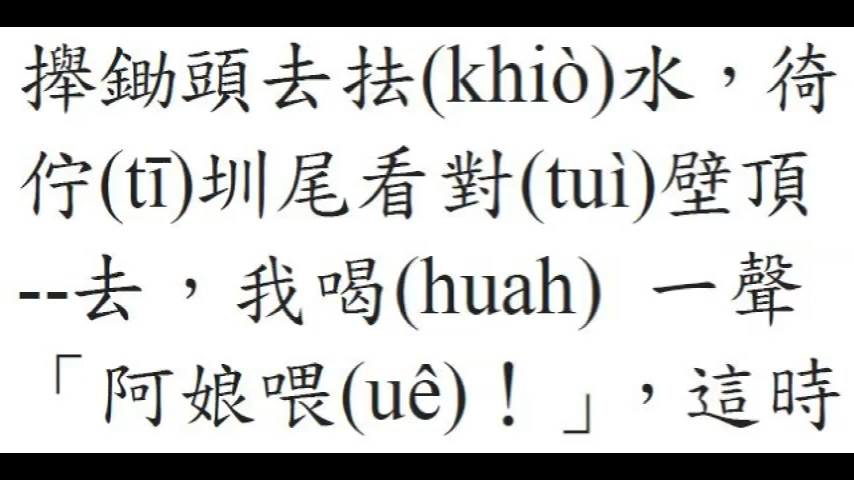 攑鋤頭去抾(khiò)水，徛
佇(tī)圳尾看對(tuì)壁頂
--去，我喝(huah) 一聲
「阿娘喂(uê)！」，這時